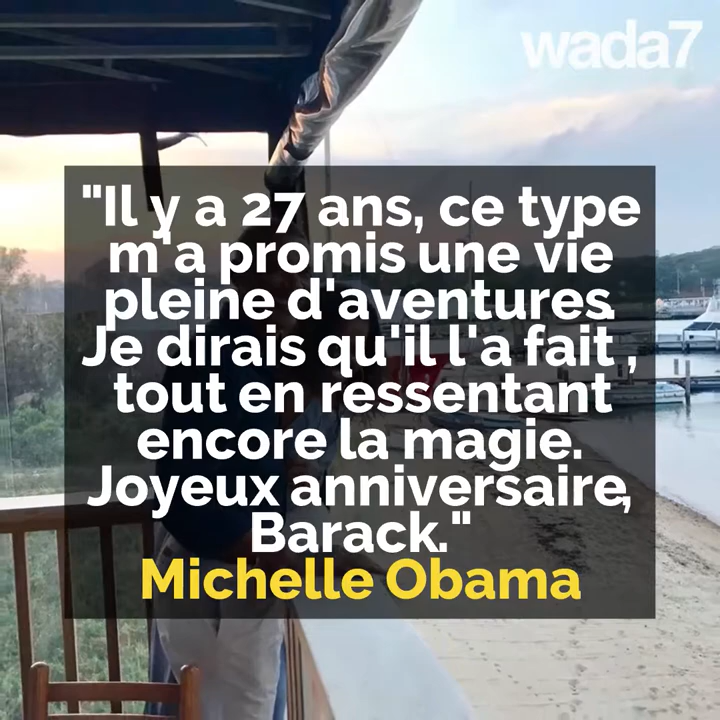 wada7
"Il y a 27 ans, ce type
m'a promis une vie
pleine d'aventures.
Je dirais qu'il l'a fait ,
tout en ressentant
encore la magie.
Joyeux anniversaire,
Barack."
Michelle Obama